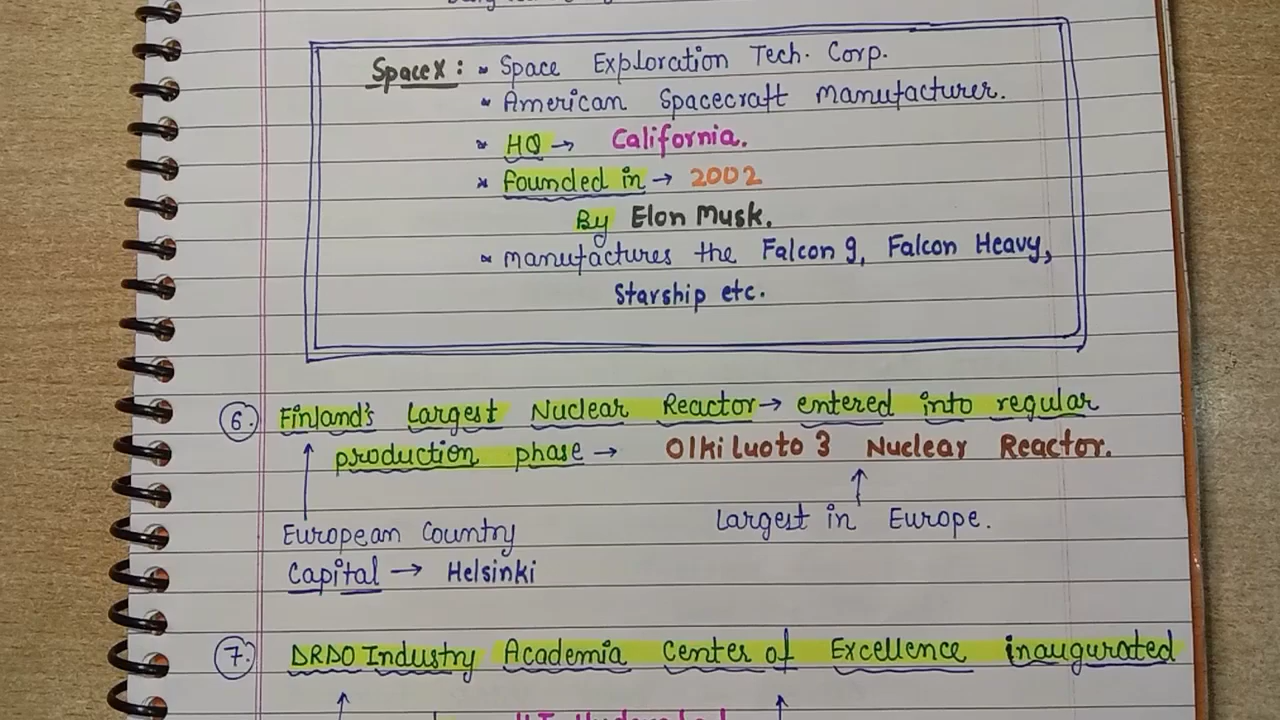 SpaceX : Space Exploration Tech. Corp.
American Spacecraft manufacturer.
HQ → California.
founded in → 2002
By Elon Musk.
manufactures the Falcon 9, Falcon Heavy,
Starship etc.
6. Finland's Largest Nuclear Reactor → entered into regular
production phase → Olkiluoto 3 Nuclear Reactor.
Largest in Europe.
European Country
Capital → Helsinki
7. DRDO Industry Academia Center of Excellence inaugurated